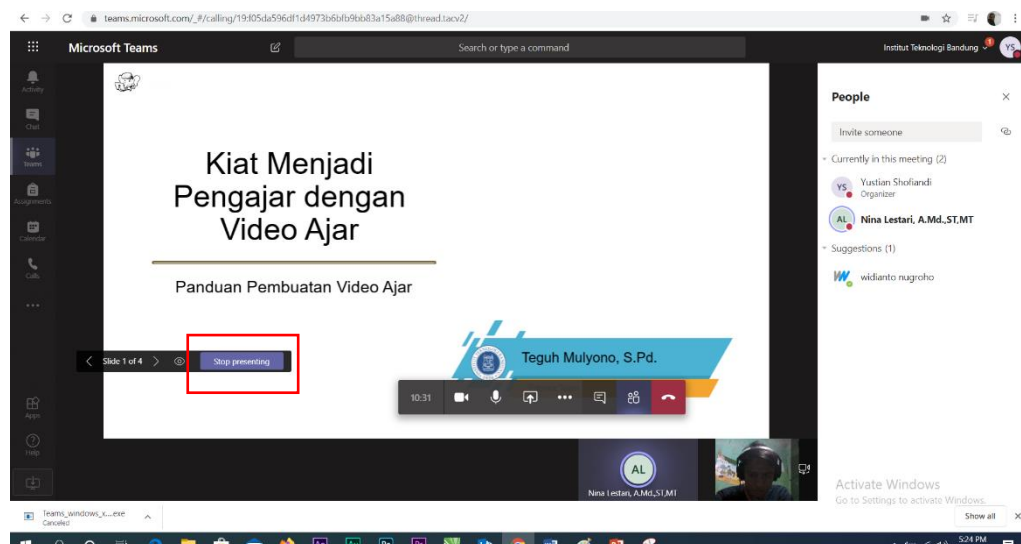 teams.microsoft.com/_#/calling/19:f05da596df1d4973b6bfb9bb83a15a88@thread.tacv2/
Microsoft Teams
Search or type a command
Institut Teknologi Bandung
YS
Activity
Chat
Teams
Assignments
Calendar
Calls
Apps
Help
Kiat Menjadi
Pengajar dengan
Video Ajar
Panduan Pembuatan Video Ajar
Teguh Mulyono, S.Pd.
Slide 1 of 4
Stop presenting
10:31
AL
Nina Lestari, A.Md.,ST,MT
People
Invite someone
Currently in this meeting (2)
YS
Yustian Shofiandi
Organizer
AL
Nina Lestari, A.Md.,ST,MT
Suggestions (1)
widianto nugroho
Activate Windows
Go to Settings to activate Windows.
Teams_windows_x....exe
Canceled
Show all
5:24 PM